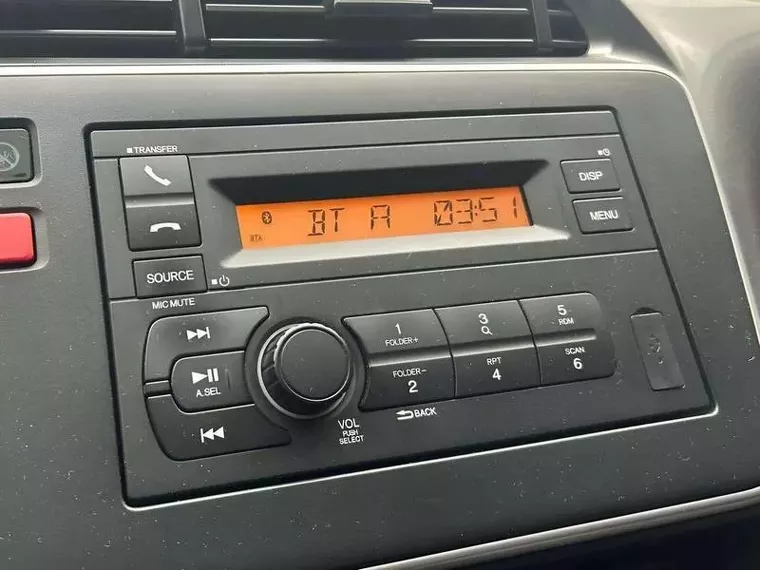 TRANSFER
DISP
BT A 03:51
BTA
MENU
SOURCE
MIC MUTE
1
FOLDER+
3
5
RDM
A.SEL
FOLDER-
2
RPT
4
SCAN
6
VOL
PUSH
SELECT
BACK